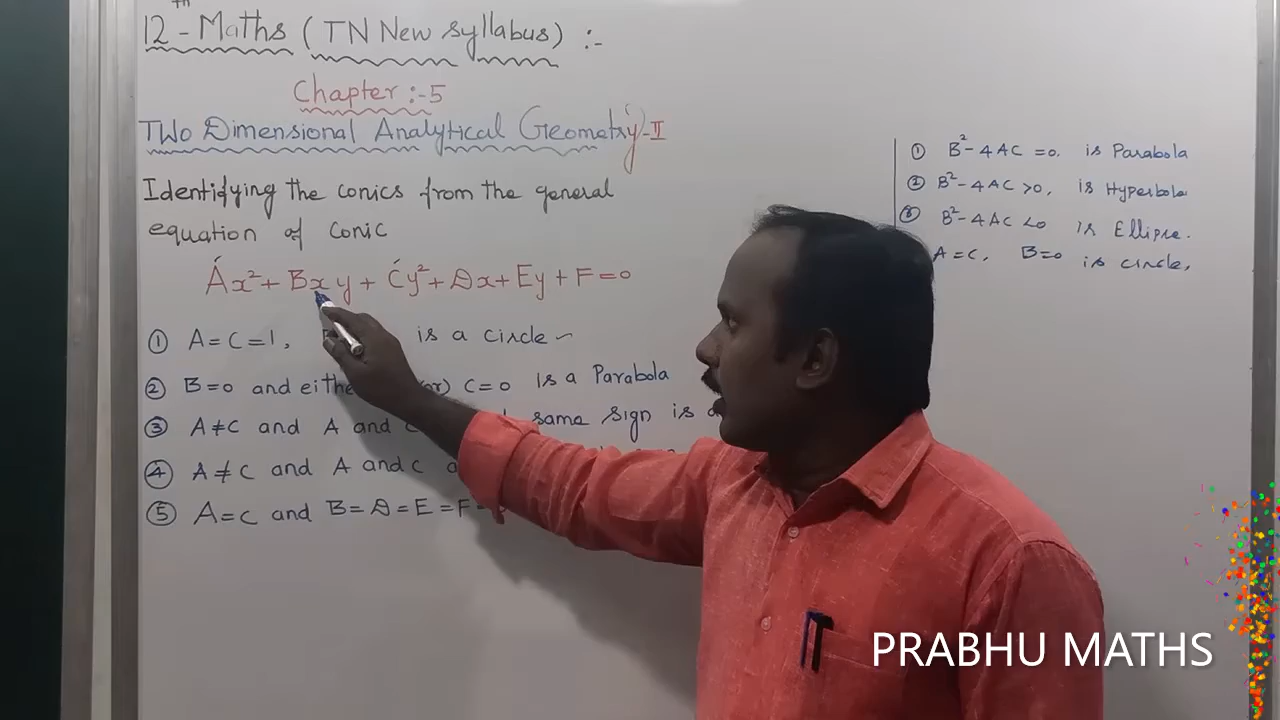 12th - Maths (TN New Syllabus) :-
Chapter :-5
Two Dimensional Analytical Geometry-II
Identifying the conics from the general
equation of conic
Ax²+ Bxy + Cy²+ Dx+ Ey + F=0
① A=C=1, is a circle
② B=0 and (or) C=0 is a Parabola
③ A≠C and A and same sign is
④ A≠C and A and C
⑤ A=C and B=D=E=F=
① B²-4AC =0. is Parabola
② B²-4AC >0, is Hyperbola
③ B²-4AC <0 is Ellipse.
A=C, B=0 is circle,
PRABHU MATHS